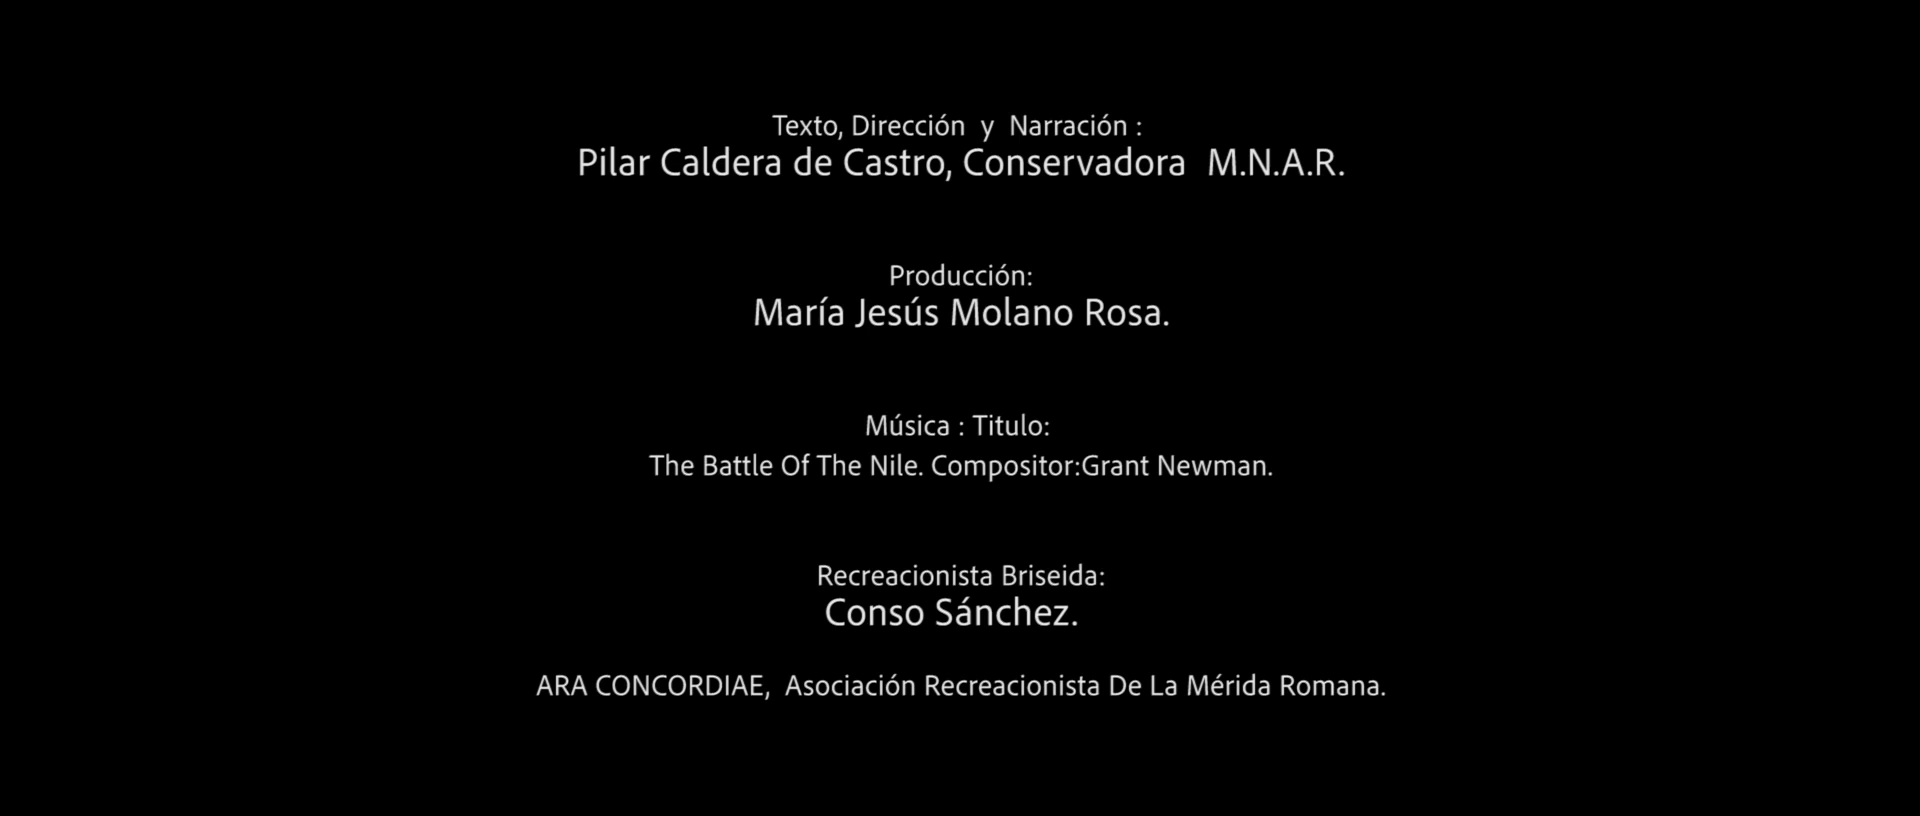 Texto, Dirección y Narración :
Pilar Caldera de Castro, Conservadora M.N.A.R.
Producción:
María Jesús Molano Rosa.
Música : Titulo:
The Battle Of The Nile. Compositor:Grant Newman.
Recreacionista Briseida:
Conso Sánchez.
ARA CONCORDIAE, Asociación Recreacionista De La Mérida Romana.